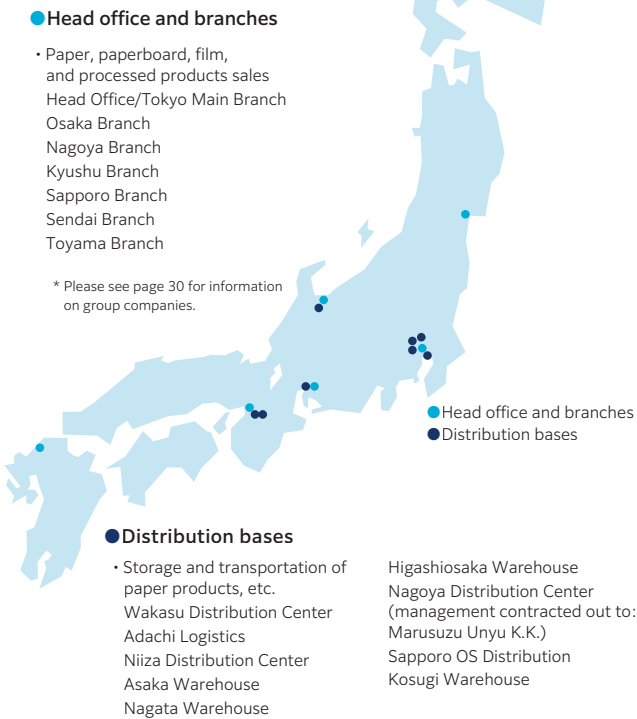 Head office and branches
・Paper, paperboard, film,
and processed products sales
Head Office/Tokyo Main Branch
Osaka Branch
Nagoya Branch
Kyushu Branch
Sapporo Branch
Sendai Branch
Toyama Branch
* Please see page 30 for information
on group companies.
Head office and branches
Distribution bases
Distribution bases
・Storage and transportation of
paper products, etc.
Wakasu Distribution Center
Adachi Logistics
Niiza Distribution Center
Asaka Warehouse
Nagata Warehouse
Higashiosaka Warehouse
Nagoya Distribution Center
(management contracted out to:
Marusuzu Unyu K.K.)
Sapporo OS Distribution
Kosugi Warehouse